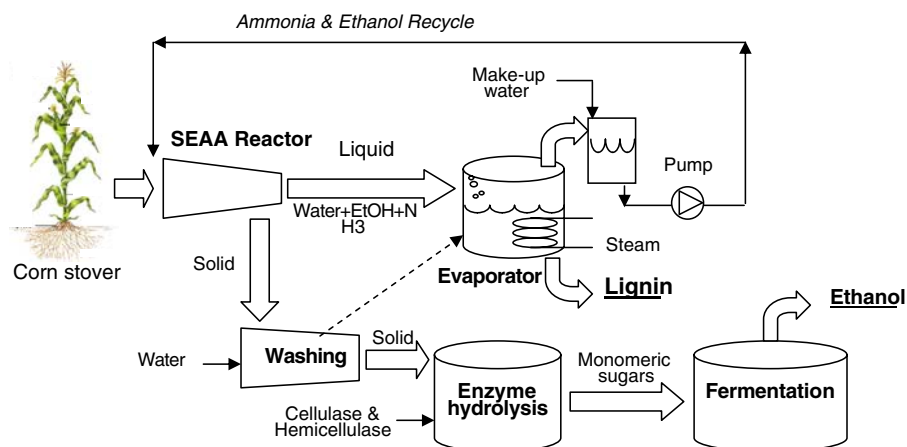 Ammonia & Ethanol Recycle
Make-up
water
SEAA Reactor
Liquid
Pump
Water+EtOH+N
H3
Steam
Corn stover
Solid
Evaporator
Lignin
Ethanol
Water
Washing
Solid
Monomeric
sugars
Enzyme
hydrolysis
Fermentation
Cellulase &
Hemicellulase